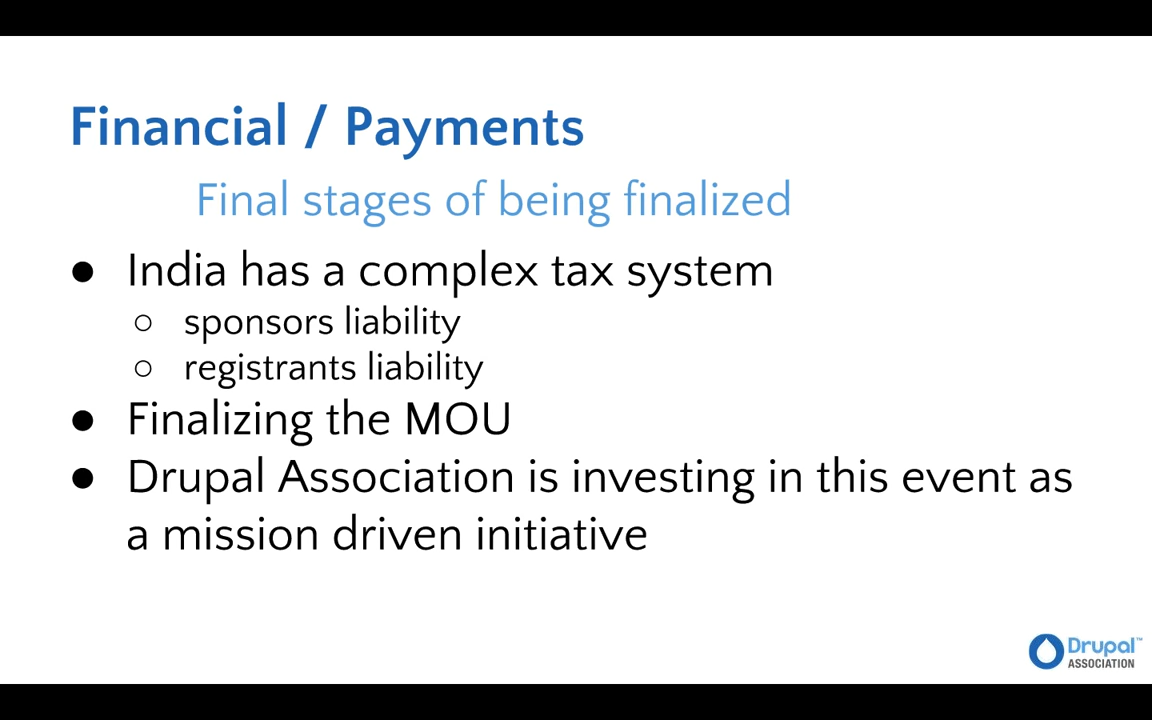 Financial / Payments
Final stages of being finalized
● India has a complex tax system
○ sponsors liability
○ registrants liability
● Finalizing the MOU
● Drupal Association is investing in this event as
a mission driven initiative
Drupal™
ASSOCIATION